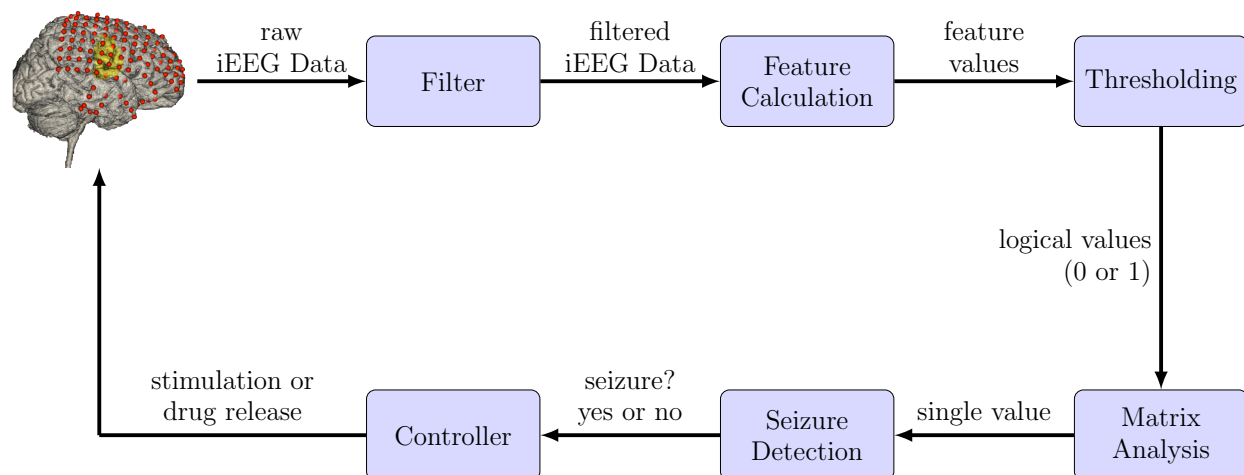 raw
iEEG Data
Filter
filtered
iEEG Data
Feature
Calculation
feature
values
Thresholding
logical values
(0 or 1)
Matrix
Analysis
single value
Seizure
Detection
seizure?
yes or no
Controller
stimulation or
drug release